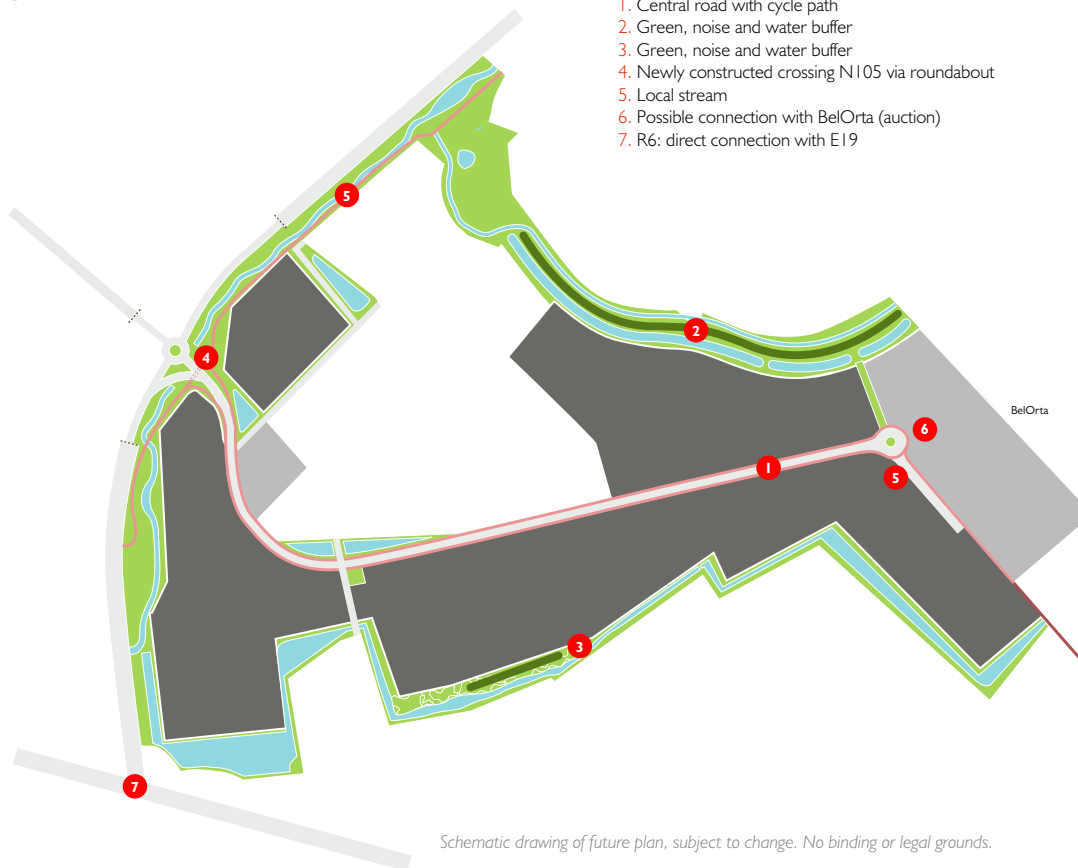 1. Central road with cycle path
2. Green, noise and water buffer
3. Green, noise and water buffer
4. Newly constructed crossing N105 via roundabout
5. Local stream
6. Possible connection with BelOrta (auction)
7. R6: direct connection with E19
5
4
2
BelOrta
6
1
5
3
7
Schematic drawing of future plan, subject to change. No binding or legal grounds.